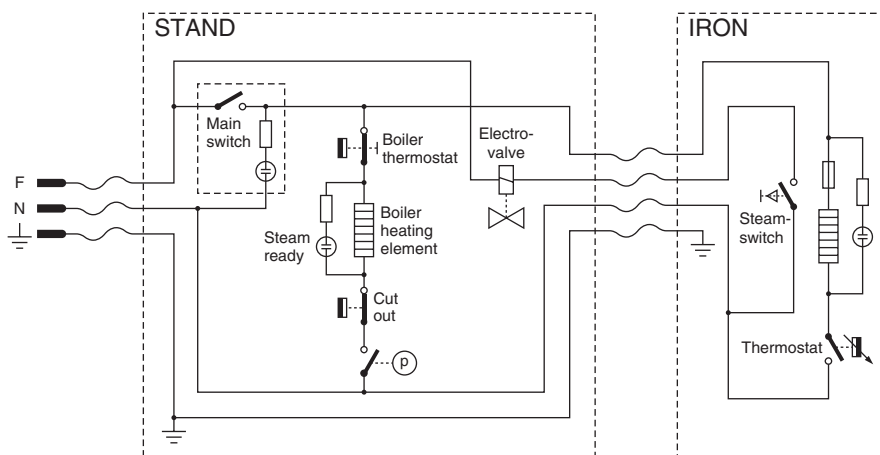 STAND
IRON
Main
switch
Boiler
thermostat
Electro-
valve
F
N
Steam
ready
Boiler
heating
element
Steam-
switch
Cut
out
p
Thermostat